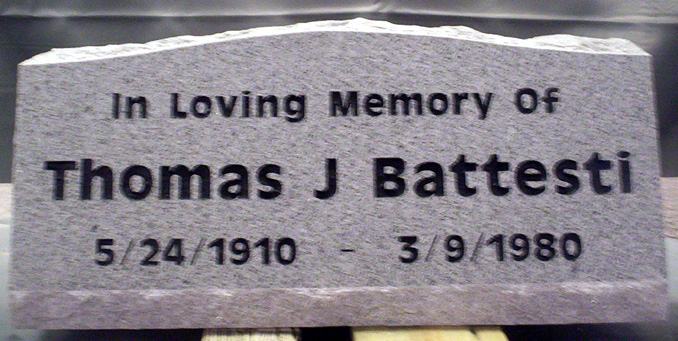 In Loving Memory Of
Thomas J Battesti
5/24/1910 - 3/9/1980